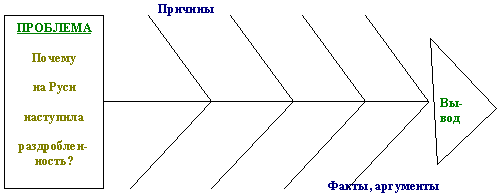 Причины
ПРОБЛЕМА
Почему
на Руси
наступила
раздроблен-
ность?
Вы-
вод
Факты, аргументы